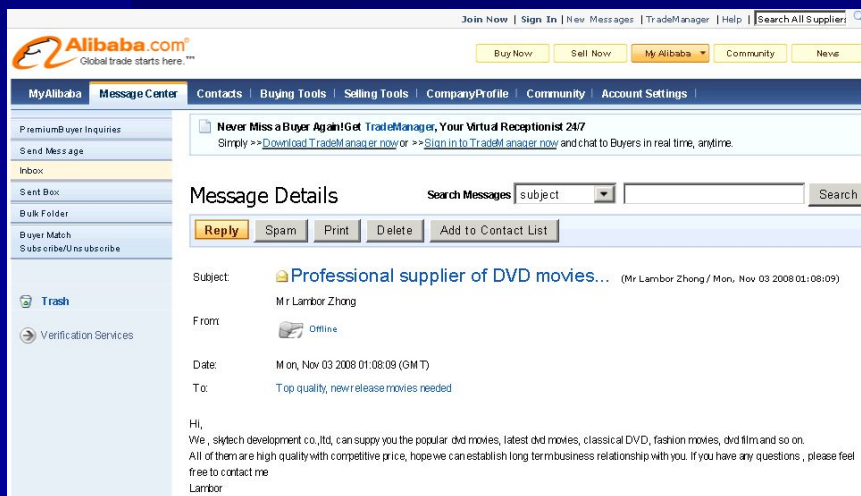 Join Now | Sign In | New Messages | TradeManager | Help | Search All Suppliers
Alibaba.com®
Global trade starts here.™
Buy Now Sell Now My Alibaba Community News
MyAlibaba Message Center Contacts | Buying Tools | Selling Tools | CompanyProfile | Community | Account Settings |
PremiumBuyer Inquiries
Send Message
Inbox
Sent Box
Bulk Folder
Buyer Match
Subscribe/Unsubscribe
Trash
Verification Services
Never Miss a Buyer Again!Get TradeManager, Your Virtual Receptionist 24/7
Simply >>Download TradeManager now or >>Sign in to TradeManager now and chat to Buyers in real time, anytime.
Message Details Search Messages subject Search
Reply Spam Print Delete Add to Contact List
Subject: Professional supplier of DVD movies... (Mr Lambor Zhong / Mon, Nov 03 2008 01:08:09)
Mr Lambor Zhong
From:
Offline
Date: Mon, Nov 03 2008 01:08:09 (GMT)
To: Top quality, new release movies needed
Hi,
We , skytech development co.,ltd, can suppy you the popular dvd movies, latest dvd movies, classical DVD, fashion movies, dvd film and so on.
All of them are high quality with competitive price, hope we can establish long term business relationship with you. If you have any questions , please feel
free to contact me
Lambor